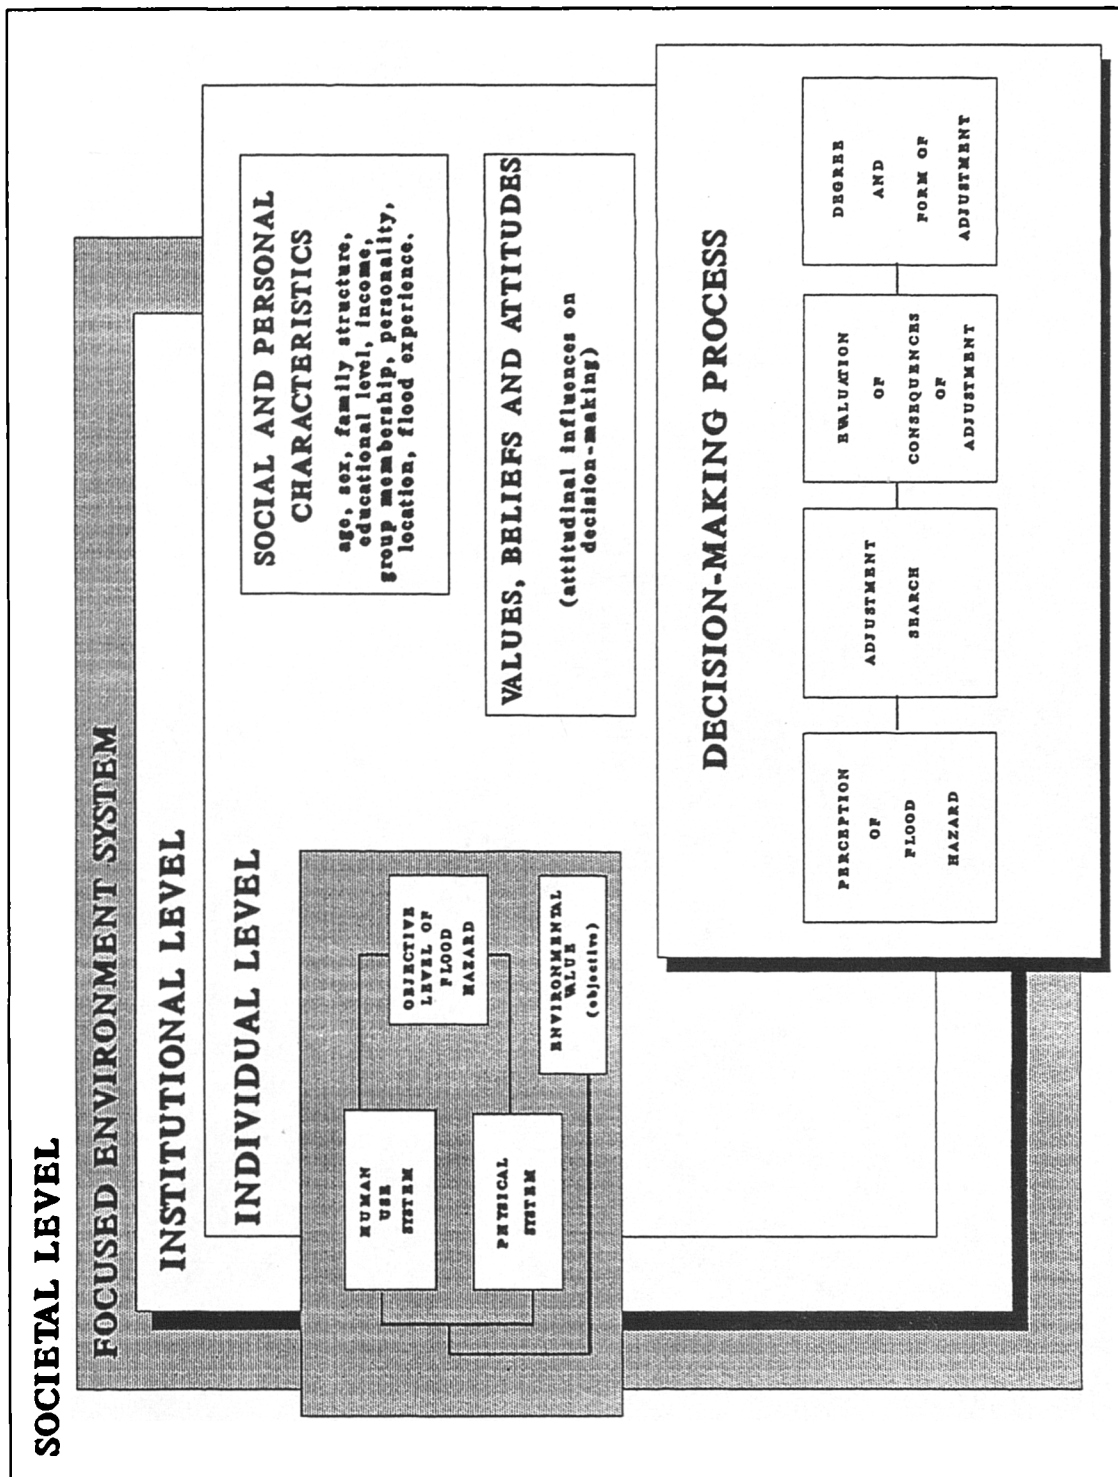 SOCIETAL LEVEL
FOCUSED ENVIRONMENT SYSTEM
INSTITUTIONAL LEVEL
INDIVIDUAL LEVEL
HUMAN
USE
SYSTEM
PHYSICAL
SYSTEM
OBJECTIVE
LEVEL OF
FLOOD
HAZARD
ENVIRONMENTAL
VALUE
(objective)
SOCIAL AND PERSONAL
CHARACTERISTICS
age, sex, family structure,
educational level, income,
group membership, personality,
location, flood experience.
VALUES, BELIEFS AND ATTITUDES
(attitudinal influences on
decision-making)
DECISION-MAKING PROCESS
PERCEPTION
OF
FLOOD
HAZARD
ADJUSTMENT
SEARCH
EVALUATION
OF
CONSEQUENCES
OF
ADJUSTMENT
DEGREE
AND
FORM OF
ADJUSTMENT